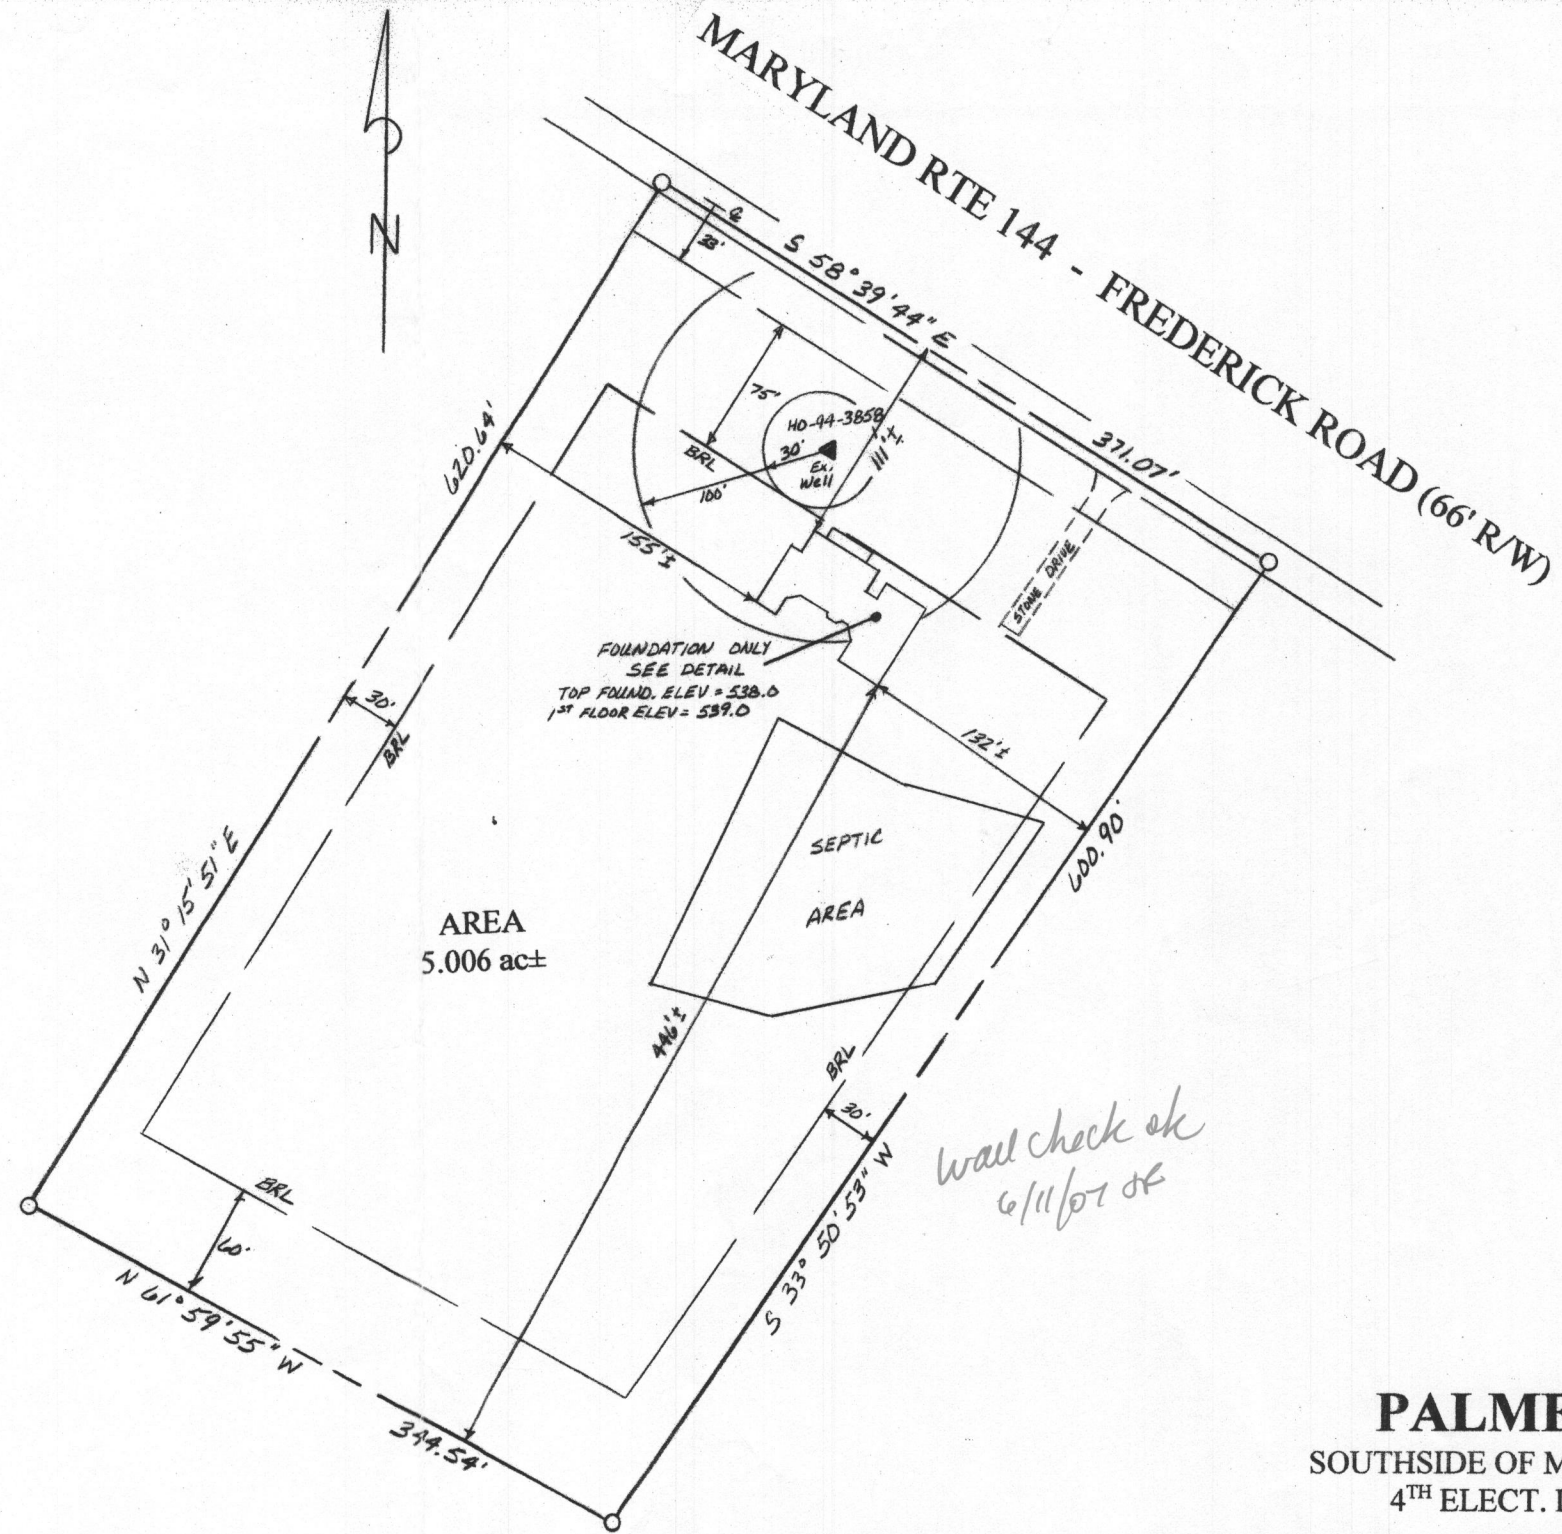 MARYLAND RTE 144 - FREDERICK ROAD (66' R/W)
N
℄
33'
S 58°39'44" E
371.07'
75'
HO-94-3858
30'
Ex.
Well
111'±
BRL
100'
620.64'
155'±
STONE DRIVE
FOUNDATION ONLY
SEE DETAIL
TOP FOUND. ELEV = 538.0
1ST FLOOR ELEV = 539.0
30'
BRL
132'±
SEPTIC
AREA
600.90'
N 31° 15' 51" E
AREA
5.006 ac±
446'±
BRL
30'
wall check ok
6/11/07
S 33° 50' 53" W
BRL
60'
N 61° 59' 55" W
344.54'
PALME
SOUTHSIDE OF M
4TH ELECT.